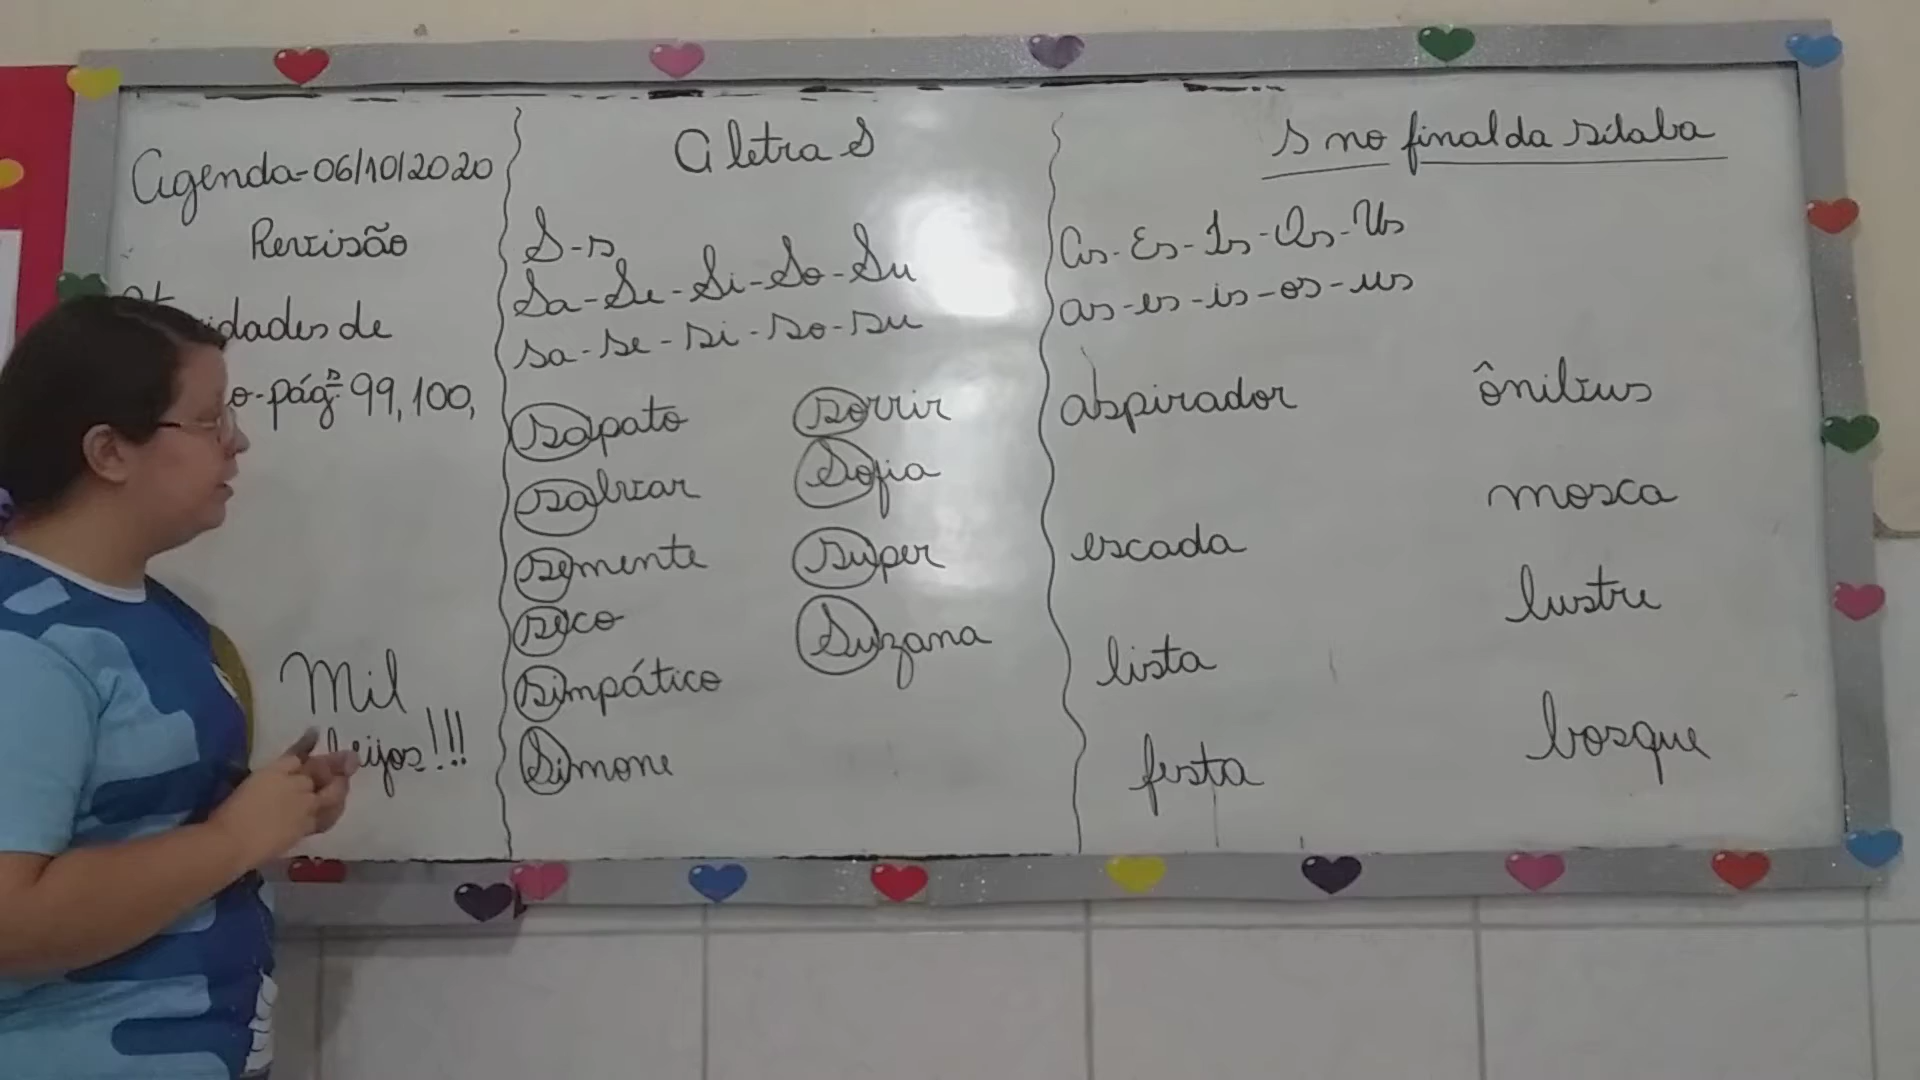 Agenda-06/10/2020
Revisão
idades de
o-pág.s 99, 100,
Mil
beijos!!!
A letra S
S-s
Sa-Se-Si-So-Su
sa-se-si-so-su
sapato
salvar
semente
seco
simpático
Simone
sorrir
Sofia
super
Suzana
s no final da sílaba
As-Es-Is-Os-Us
as-es-is-os-us
aspirador
escada
lista
festa
ônibus
mosca
lustre
bosque